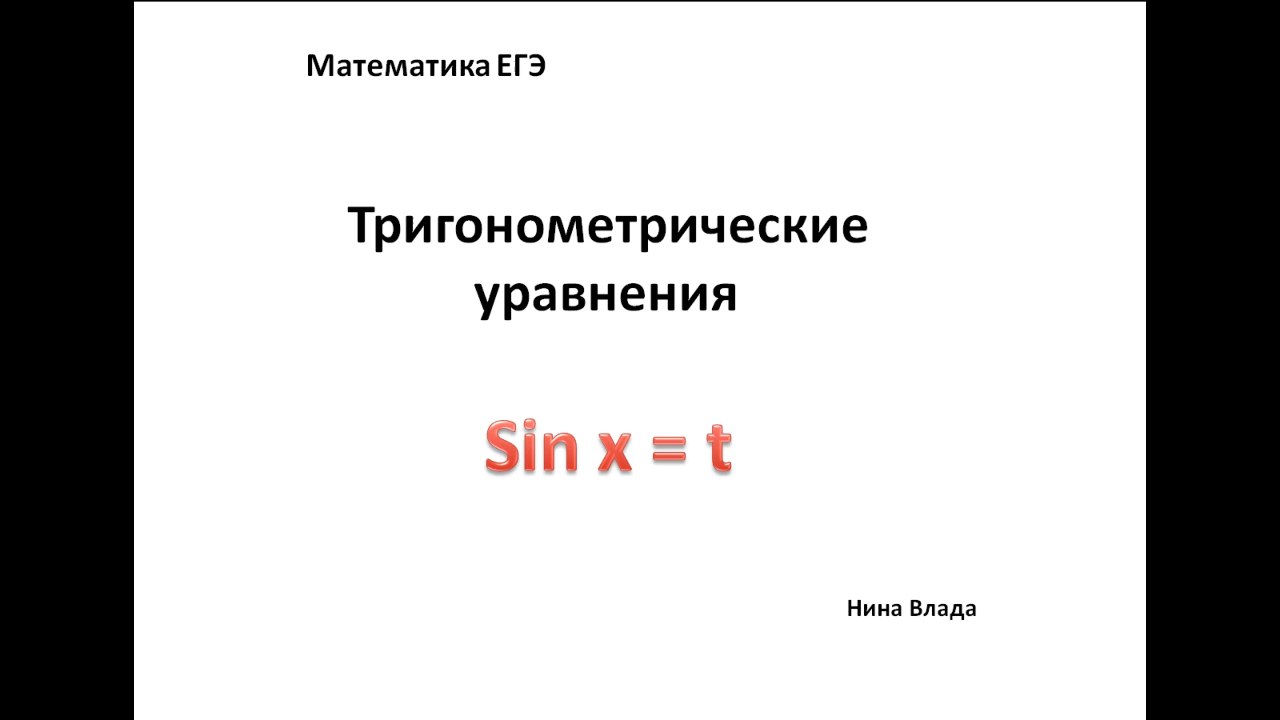 Математика ЕГЭ
Тригонометрические
уравнения
Sin x = t
Нина Влада